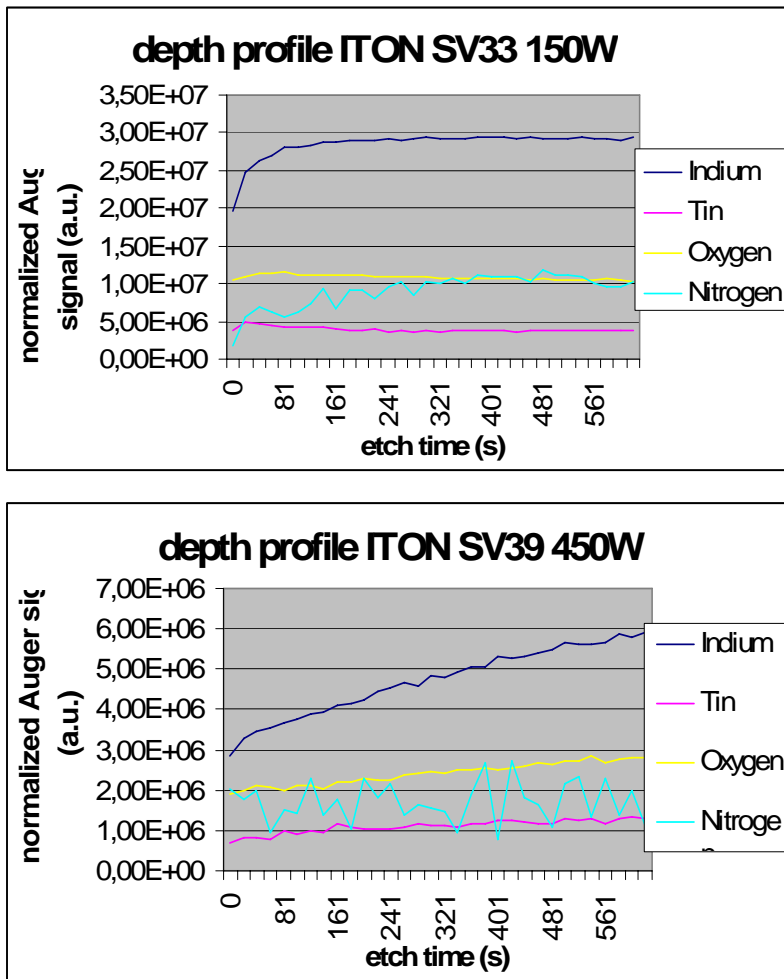 depth profile ITON SV33 150W
normalized Aug
signal (a.u.)
3,50E+07
3,00E+07
2,50E+07
2,00E+07
1,50E+07
1,00E+07
5,00E+06
0,00E+00
0
81
161
241
321
401
481
561
etch time (s)
Indium
Tin
Oxygen
Nitrogen
depth profile ITON SV39 450W
normalized Auger sig
(a.u.)
7,00E+06
6,00E+06
5,00E+06
4,00E+06
3,00E+06
2,00E+06
1,00E+06
0,00E+00
0
81
161
241
321
401
481
561
etch time (s)
Indium
Tin
Oxygen
Nitroge
n